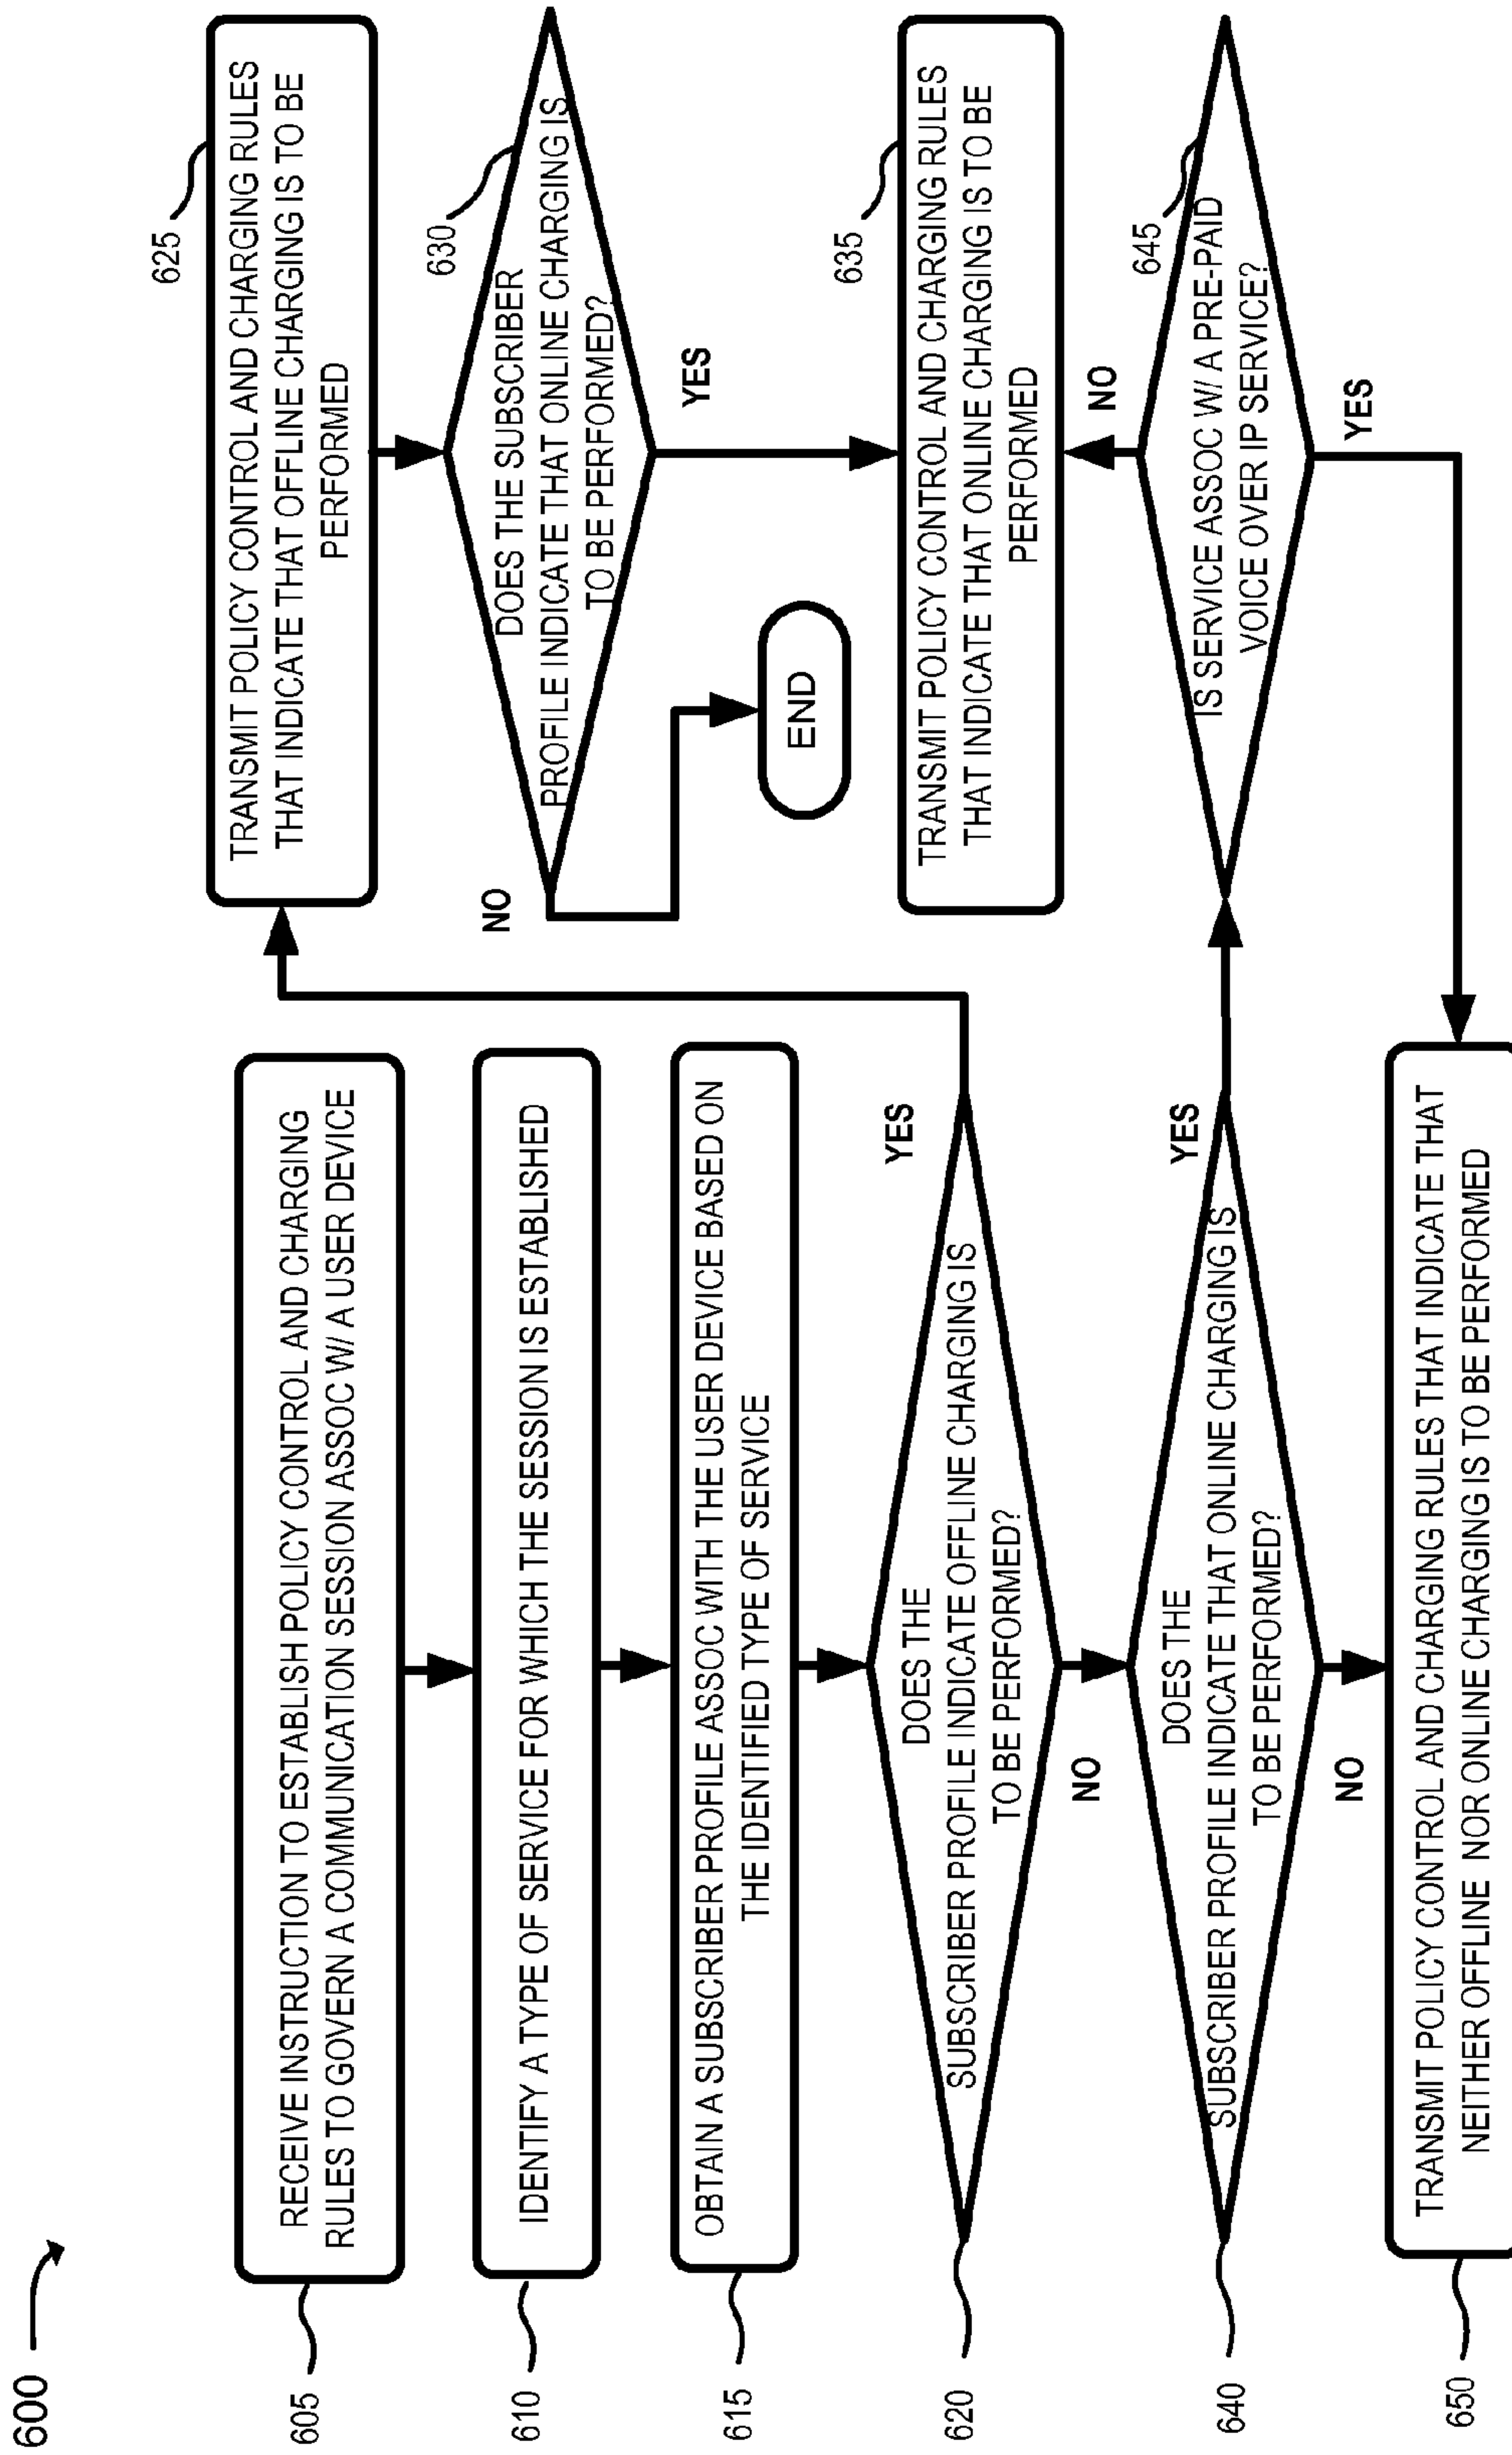 600
605
RECEIVE INSTRUCTION TO ESTABLISH POLICY CONTROL AND CHARGING
RULES TO GOVERN A COMMUNICATION SESSION ASSOC W/ A USER DEVICE
610
IDENTIFY A TYPE OF SERVICE FOR WHICH THE SESSION IS ESTABLISHED
615
OBTAIN A SUBSCRIBER PROFILE ASSOC WITH THE USER DEVICE BASED ON
THE IDENTIFIED TYPE OF SERVICE
620
DOES THE
SUBSCRIBER PROFILE INDICATE OFFLINE CHARGING IS
TO BE PERFORMED?
YES
NO
625
TRANSMIT POLICY CONTROL AND CHARGING RULES
THAT INDICATE THAT OFFLINE CHARGING IS TO BE
PERFORMED
630
DOES THE SUBSCRIBER
PROFILE INDICATE THAT ONLINE CHARGING IS
TO BE PERFORMED?
NO
YES
END
635
TRANSMIT POLICY CONTROL AND CHARGING RULES
THAT INDICATE THAT ONLINE CHARGING IS TO BE
PERFORMED
640
DOES THE
SUBSCRIBER PROFILE INDICATE THAT ONLINE CHARGING IS
TO BE PERFORMED?
YES
NO
645
IS SERVICE ASSOC W/ A PRE-PAID
VOICE OVER IP SERVICE?
NO
YES
650
TRANSMIT POLICY CONTROL AND CHARGING RULES THAT INDICATE THAT
NEITHER OFFLINE NOR ONLINE CHARGING IS TO BE PERFORMED